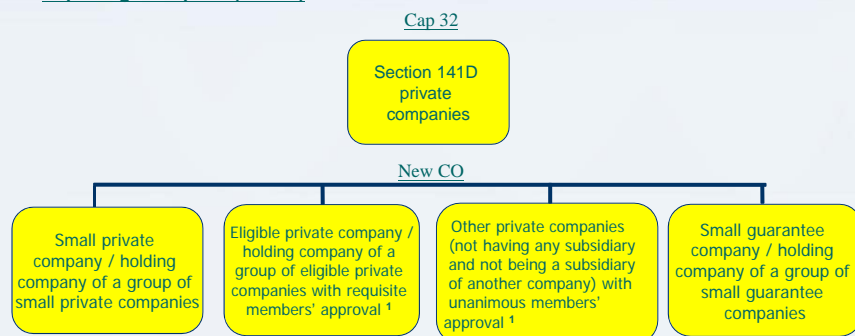 Cap 32
Section 141D
private
companies
New CO
Small private
company / holding
company of a group of
small private companies
Eligible private company /
holding company of a
group of eligible private
companies with requisite
members' approval ¹
Other private companies
(not having any subsidiary
and not being a subsidiary
of another company) with
unanimous members'
approval ¹
Small guarantee
company / holding
company of a group of
small guarantee
companies